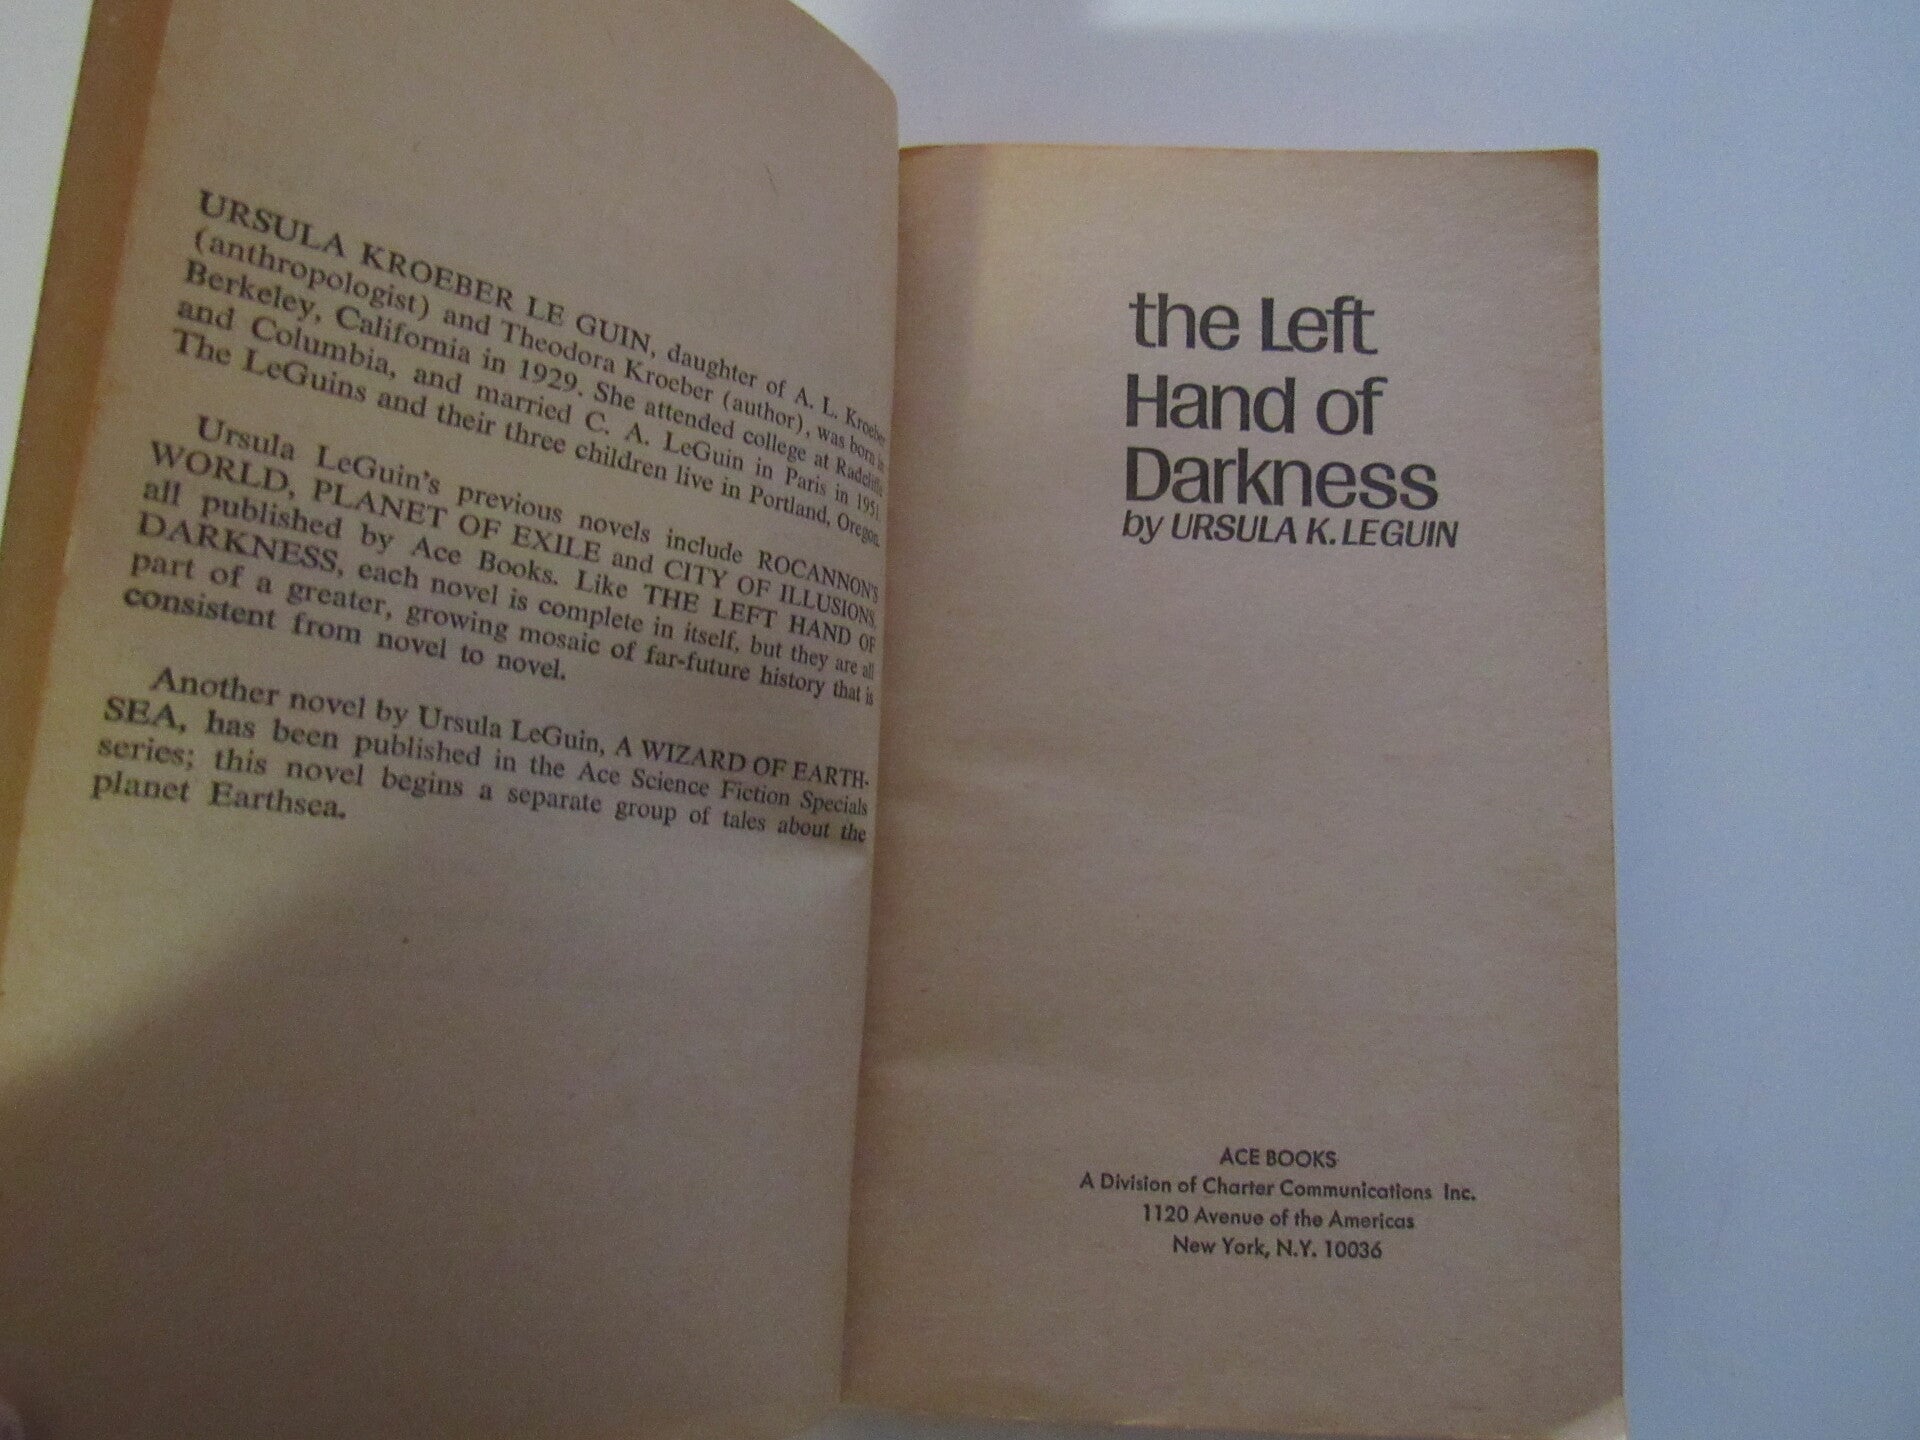 URSULA KROEBER LE GUIN, daughter of A. L. Kroeber
(anthropologist) and Theodora Kroeber (author), was born in
Berkeley, California in 1929. She attended college at Radcliffe
and Columbia, and married C. A. LeGuin in Paris in 1951.
The LeGuins and their three children live in Portland, Oregon.
Ursula LeGuin's previous novels include ROCANNON'S
WORLD, PLANET OF EXILE and CITY OF ILLUSIONS,
all published by Ace Books. Like THE LEFT HAND OF
DARKNESS, each novel is complete in itself, but they are all
part of a greater, growing mosaic of far-future history that is
consistent from novel to novel.
Another novel by Ursula LeGuin, A WIZARD OF EARTH-
SEA, has been published in the Ace Science Fiction Specials
series; this novel begins a separate group of tales about the
planet Earthsea.
the Left
Hand of
Darkness
by URSULA K. LEGUIN
ACE BOOKS
A Division of Charter Communications Inc.
1120 Avenue of the Americas
New York, N.Y. 10036